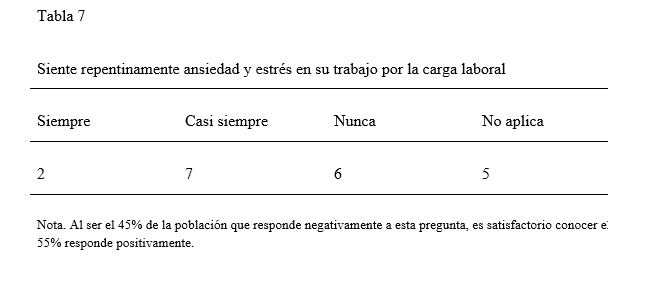 Tabla 7
Siente repentinamente ansiedad y estrés en su trabajo por la carga laboral
Siempre Casi siempre Nunca No aplica
2 7 6 5
Nota. Al ser el 45% de la población que responde negativamente a esta pregunta, es satisfactorio conocer
55% responde positivamente.